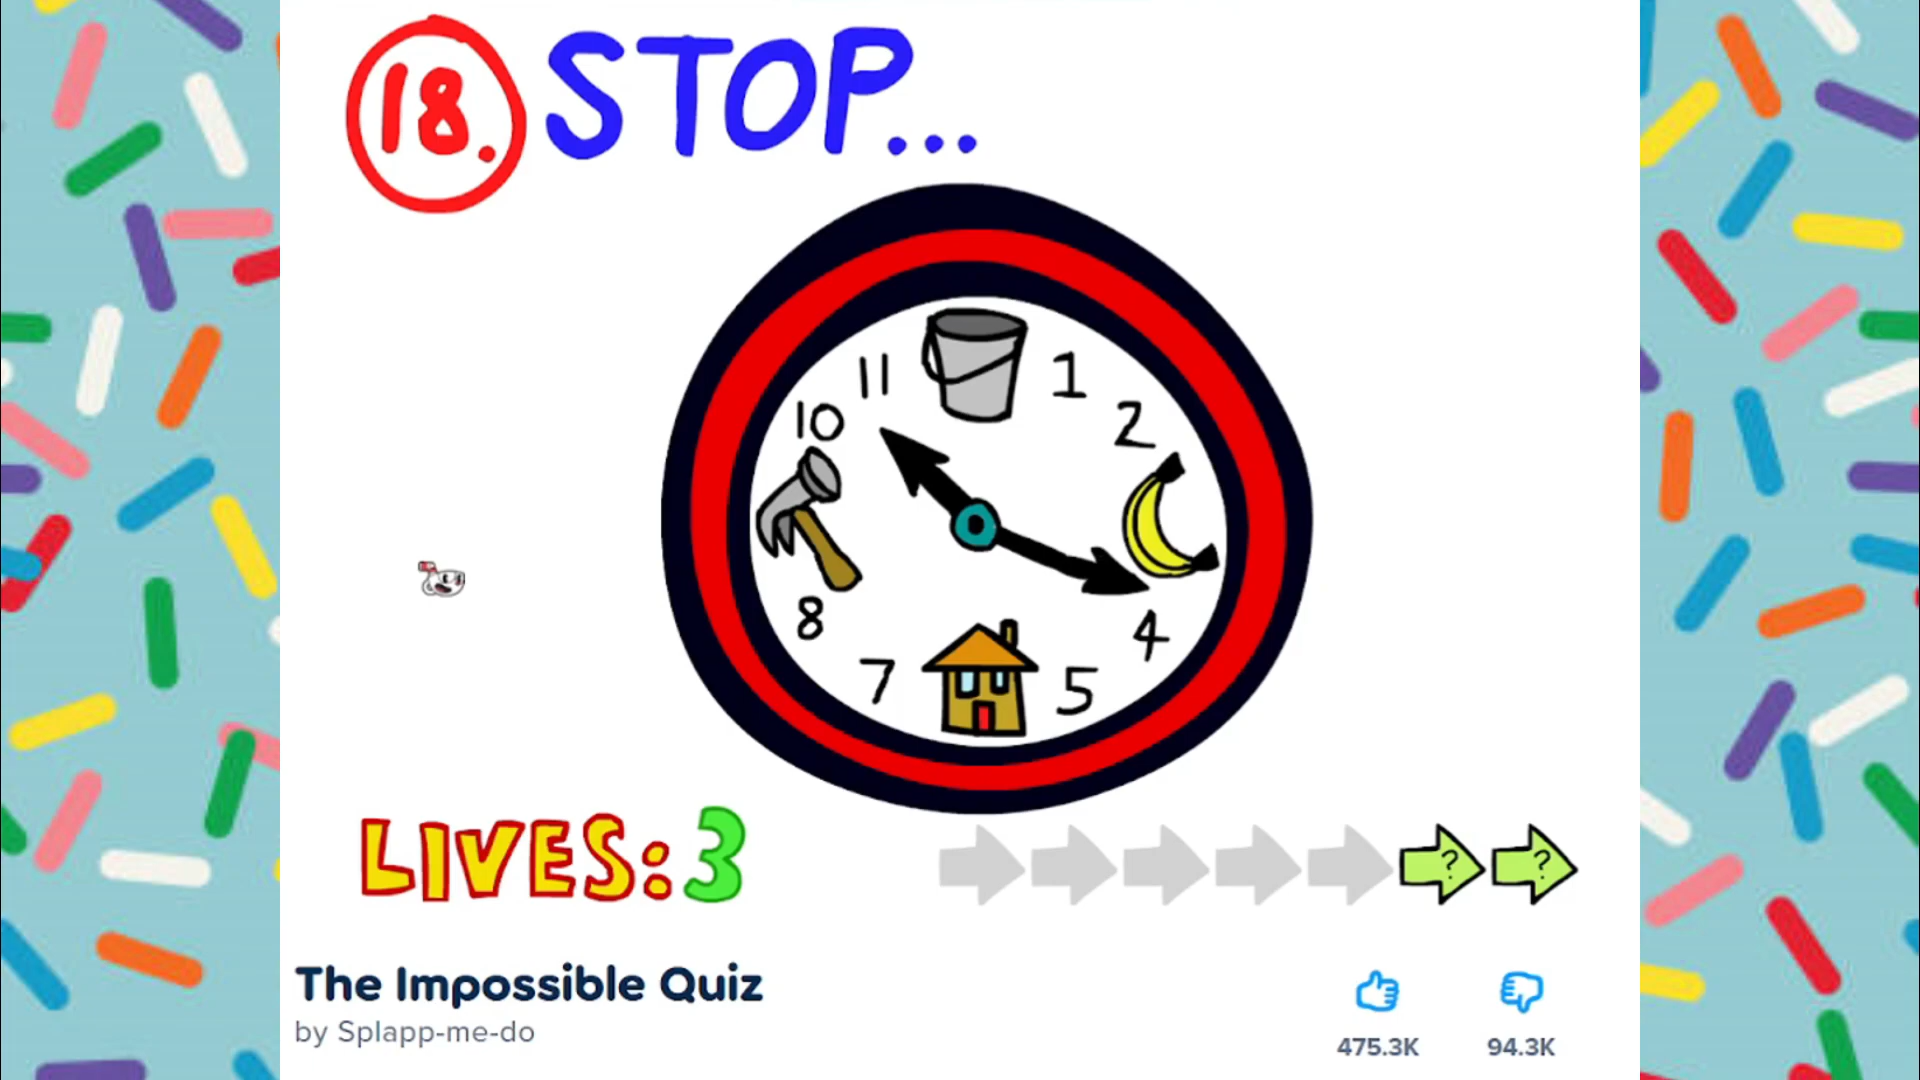 18. STOP...
11 1
10 2
8 4
7 5
LIVES: 3
? ?
The Impossible Quiz
by Splapp-me-do
475.3K 94.3K